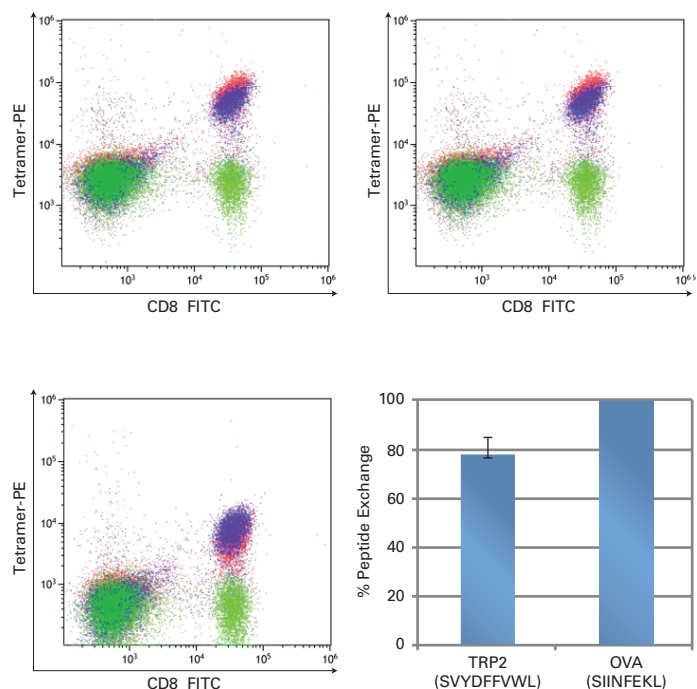 10⁶
10⁵
10⁴
10³
Tetramer-PE
10³ 10⁴ 10⁵ 10⁶
CD8 FITC
10⁶
10⁵
10⁴
10³
Tetramer-PE
10³ 10⁴ 10⁵ 10⁶
CD8 FITC
10⁶
10⁵
10⁴
10³
Tetramer-PE
10³ 10⁴ 10⁵ 10⁶
CD8 FITC
100
80
60
40
20
0
% Peptide Exchange
TRP2 OVA
(SVYDFFVWL) (SIINFEKL)